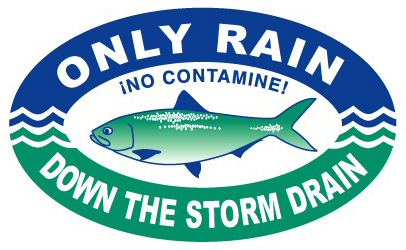 ONLY RAIN
¡NO CONTAMINE!
DOWN THE STORM DRAIN